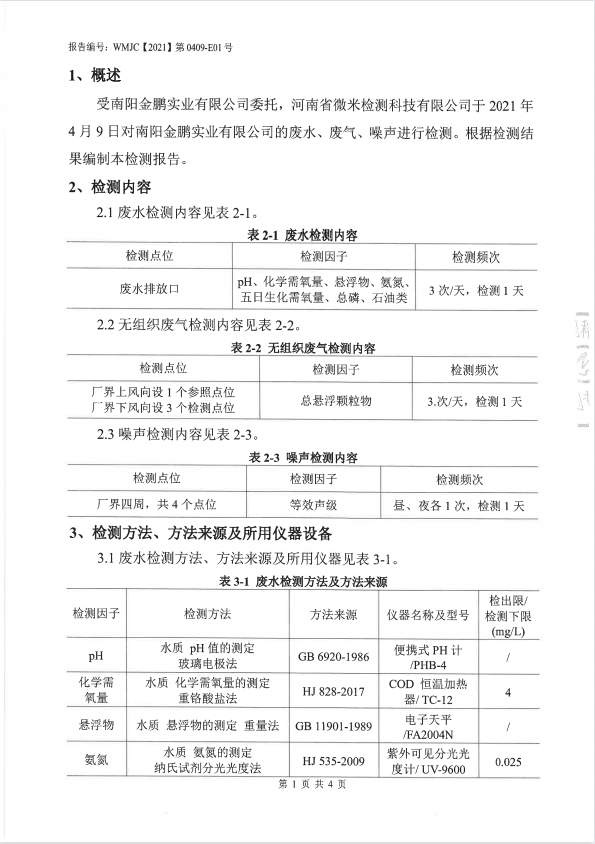 报告编号：WMJC【2021】第 0409-E01 号
1、概述
受南阳金鹏实业有限公司委托，河南省微米检测科技有限公司于 2021 年
4 月 9 日对南阳金鹏实业有限公司的废水、废气、噪声进行检测。根据检测结
果编制本检测报告。
2、检测内容
2.1 废水检测内容见表 2-1。
表 2-1 废水检测内容
检测点位 检测因子 检测频次
废水排放口 pH、化学需氧量、悬浮物、氨氮、 3 次/天，检测 1 天
五日生化需氧量、总磷、石油类
2.2 无组织废气检测内容见表 2-2。
表 2-2 无组织废气检测内容
检测点位 检测因子 检测频次
厂界上风向设 1 个参照点位 总悬浮颗粒物 3.次/天，检测 1 天
厂界下风向设 3 个检测点位
2.3 噪声检测内容见表 2-3。
表 2-3 噪声检测内容
检测点位 检测因子 检测频次
厂界四周，共 4 个点位 等效声级 昼、夜各 1 次，检测 1 天
3、检测方法、方法来源及所用仪器设备
3.1 废水检测方法、方法来源及所用仪器见表 3-1。
表 3-1 废水检测方法及方法来源
检测因子 检测方法 方法来源 仪器名称及型号 检出限/
检测下限
(mg/L)
pH 水质 pH 值的测定 GB 6920-1986 便携式 PH 计 /
玻璃电极法 /PHB-4
化学需 水质 化学需氧量的测定 HJ 828-2017 COD 恒温加热 4
氧量 重铬酸盐法 器/ TC-12
悬浮物 水质 悬浮物的测定 重量法 GB 11901-1989 电子天平 /
/FA2004N
氨氮 水质 氨氮的测定 HJ 535-2009 紫外可见分光光 0.025
纳氏试剂分光光度法 度计/ UV-9600
第 1 页 共 4 页